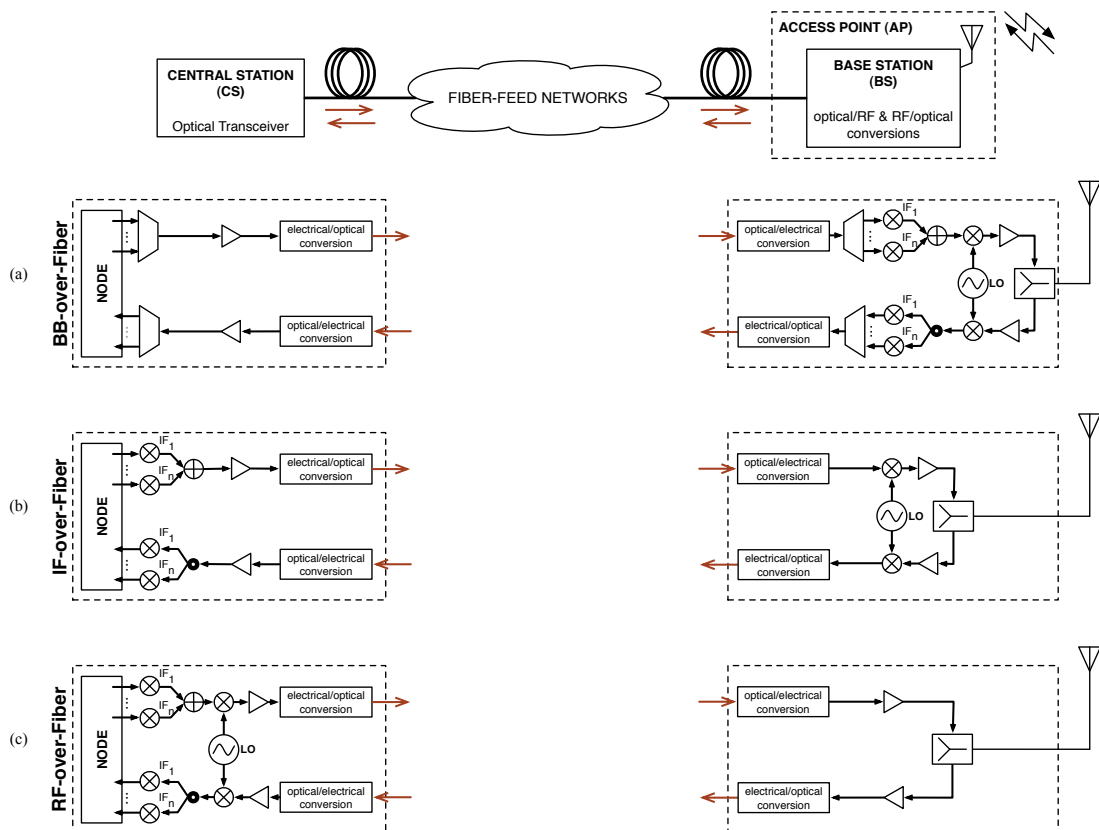 CENTRAL STATION
(CS)
Optical Transceiver
FIBER-FEED NETWORKS
ACCESS POINT (AP)
BASE STATION
(BS)
optical/RF & RF/optical
conversions
(a)
BB-over-Fiber
NODE
electrical/optical
conversion
optical/electrical
conversion
optical/electrical
conversion
IF1
IFn
LO
IF1
IFn
electrical/optical
conversion
(b)
IF-over-Fiber
NODE
IF1
IFn
electrical/optical
conversion
IF1
IFn
optical/electrical
conversion
optical/electrical
conversion
LO
electrical/optical
conversion
(c)
RF-over-Fiber
NODE
IF1
IFn
electrical/optical
conversion
LO
IF1
IFn
optical/electrical
conversion
optical/electrical
conversion
electrical/optical
conversion